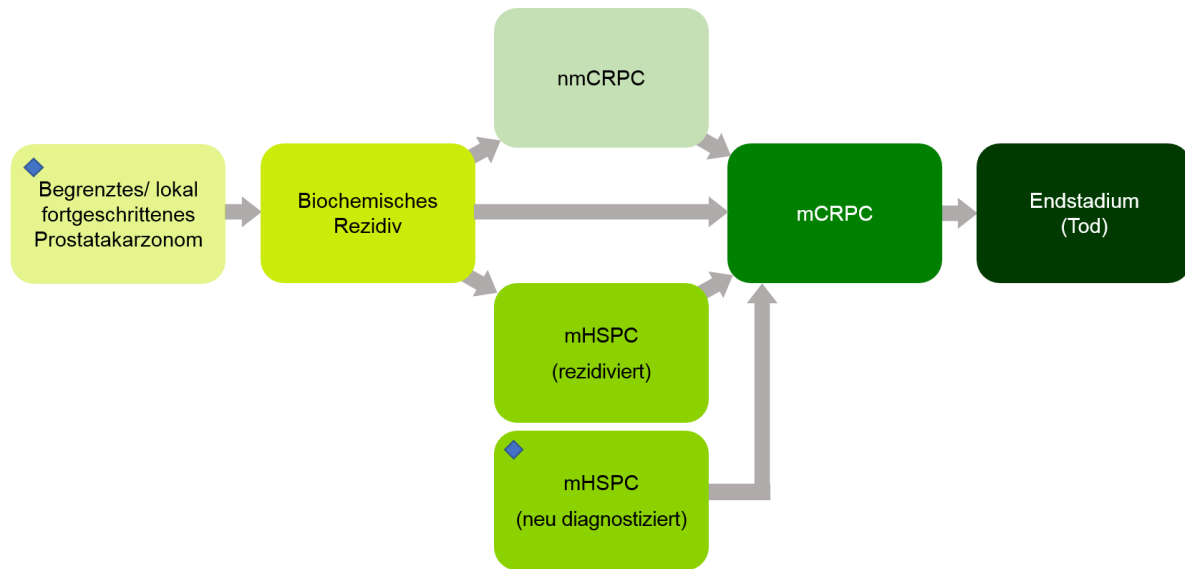 nmCRPC
Begrenztes/ lokal
fortgeschrittenes
Prostatakarzonom
Biochemisches
Rezidiv
mCRPC
Endstadium
(Tod)
mHSPC
(rezidiviert)
mHSPC
(neu diagnostiziert)